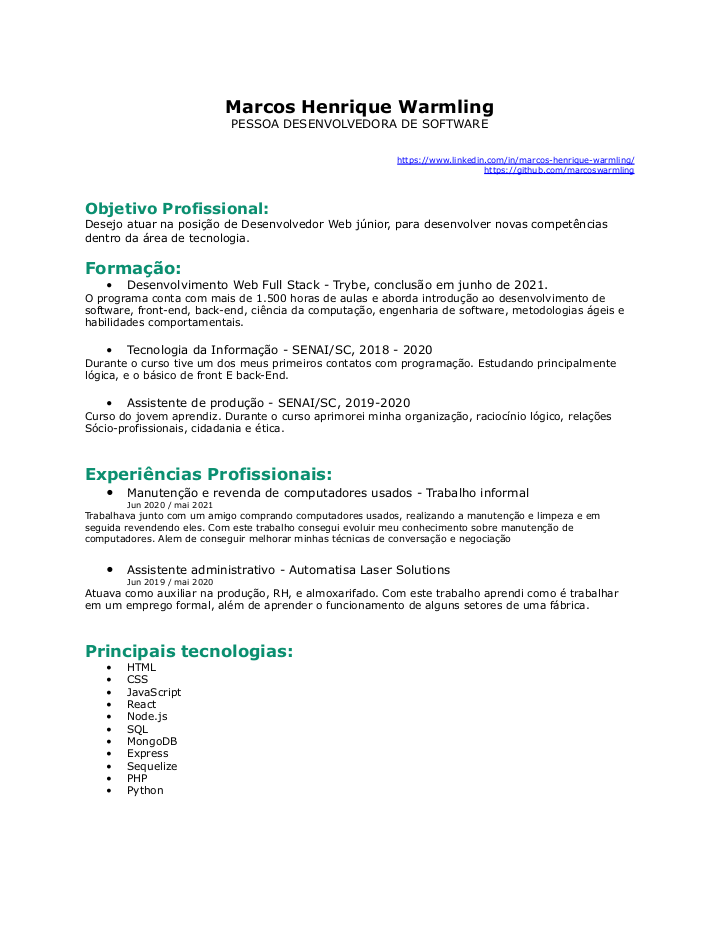 Marcos Henrique Warmling
PESSOA DESENVOLVEDORA DE SOFTWARE
https://www.linkedin.com/in/marcos-henrique-warmling/
https://github.com/marcoswarmling
Objetivo Profissional:
Desejo atuar na posição de Desenvolvedor Web júnior, para desenvolver novas competências
dentro da área de tecnologia.
Formação:
• Desenvolvimento Web Full Stack - Trybe, conclusão em junho de 2021.
O programa conta com mais de 1.500 horas de aulas e aborda introdução ao desenvolvimento de
software, front-end, back-end, ciência da computação, engenharia de software, metodologias ágeis e
habilidades comportamentais.
• Tecnologia da Informação - SENAI/SC, 2018 - 2020
Durante o curso tive um dos meus primeiros contatos com programação. Estudando principalmente
lógica, e o básico de front E back-End.
• Assistente de produção - SENAI/SC, 2019-2020
Curso do jovem aprendiz. Durante o curso aprimorei minha organização, raciocínio lógico, relações
Sócio-profissionais, cidadania e ética.
Experiências Profissionais:
• Manutenção e revenda de computadores usados - Trabalho informal
Jun 2020 / mai 2021
Trabalhava junto com um amigo comprando computadores usados, realizando a manutenção e limpeza e em
seguida revendendo eles. Com este trabalho consegui evoluir meu conhecimento sobre manutenção de
computadores. Alem de conseguir melhorar minhas técnicas de conversação e negociação
• Assistente administrativo - Automatisa Laser Solutions
Jun 2019 / mai 2020
Atuava como auxiliar na produção, RH, e almoxarifado. Com este trabalho aprendi como é trabalhar
em um emprego formal, além de aprender o funcionamento de alguns setores de uma fábrica.
Principais tecnologias:
• HTML
• CSS
• JavaScript
• React
• Node.js
• SQL
• MongoDB
• Express
• Sequelize
• PHP
• Python